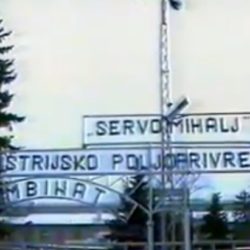 „SERVO MIHALJ"
STRIJSKO POLJOPRIVRE
MBINAT